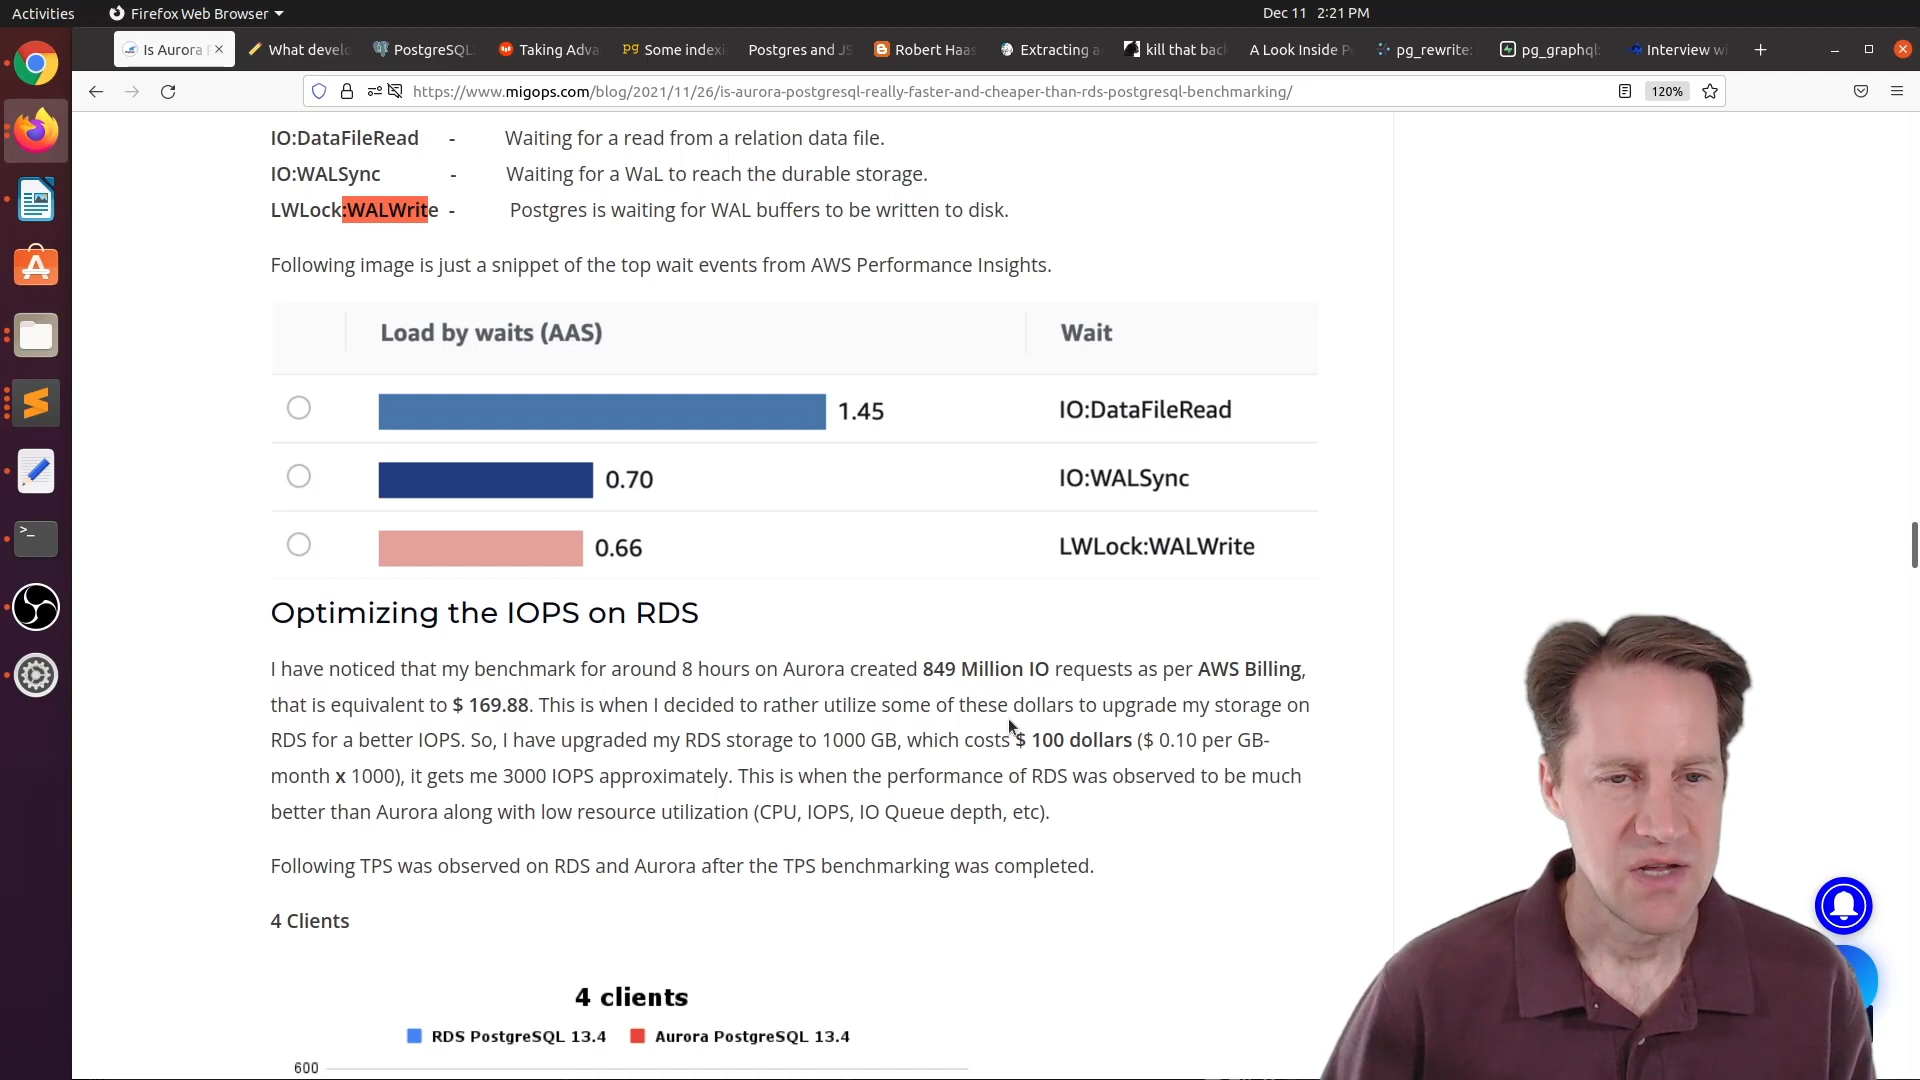 Activities
Firefox Web Browser
Dec 11 2:21 PM
Is Aurora
What develo
PostgreSQL
Taking Adva
Some indexi
Postgres and JS
Robert Haas
Extracting a
kill that bac
A Look Inside P
pg_rewrite:
pg_graphql:
Interview wi
https://www.migops.com/blog/2021/11/26/is-aurora-postgresql-really-faster-and-cheaper-than-rds-postgresql-benchmarking/
120%
IO:DataFileRead - Waiting for a read from a relation data file.
IO:WALSync - Waiting for a WaL to reach the durable storage.
LWLock:WALWrite - Postgres is waiting for WAL buffers to be written to disk.
Following image is just a snippet of the top wait events from AWS Performance Insights.
Load by waits (AAS) Wait
1.45 IO:DataFileRead
0.70 IO:WALSync
0.66 LWLock:WALWrite
Optimizing the IOPS on RDS
I have noticed that my benchmark for around 8 hours on Aurora created 849 Million IO requests as per AWS Billing,
that is equivalent to $ 169.88. This is when I decided to rather utilize some of these dollars to upgrade my storage on
RDS for a better IOPS. So, I have upgraded my RDS storage to 1000 GB, which costs $ 100 dollars ($ 0.10 per GB-
month x 1000), it gets me 3000 IOPS approximately. This is when the performance of RDS was observed to be much
better than Aurora along with low resource utilization (CPU, IOPS, IO Queue depth, etc).
Following TPS was observed on RDS and Aurora after the TPS benchmarking was completed.
4 Clients
4 clients
RDS PostgreSQL 13.4 Aurora PostgreSQL 13.4
600